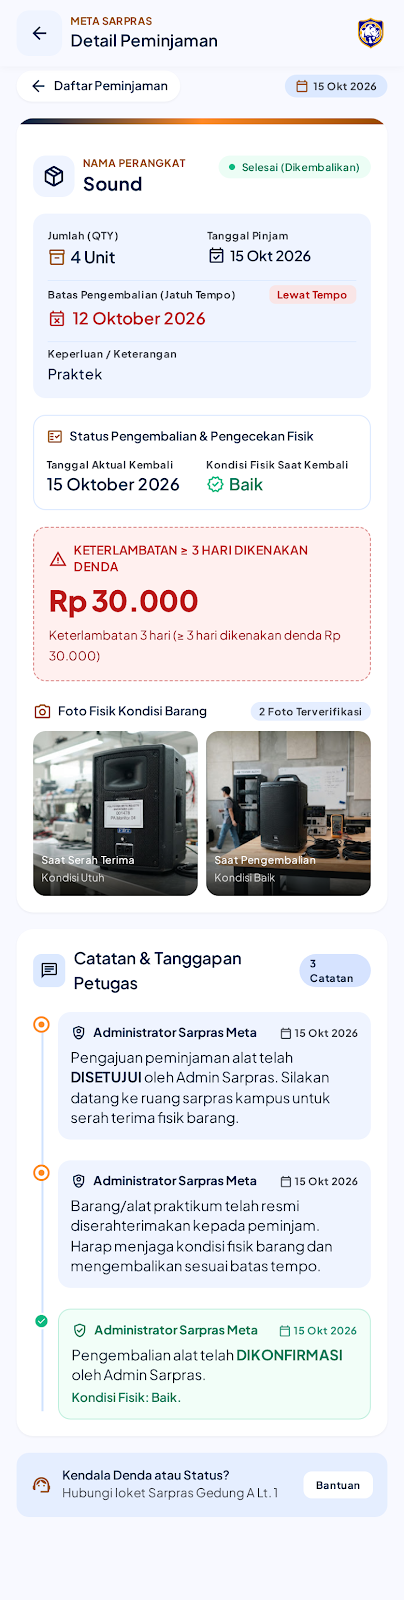 META SARPRAS
Detail Peminjaman
Daftar Peminjaman
15 Okt 2026
NAMA PERANGKAT
Sound
Selesai (Dikembalikan)
Jumlah (QTY)
4 Unit
Tanggal Pinjam
15 Okt 2026
Batas Pengembalian (Jatuh Tempo)
Lewat Tempo
12 Oktober 2026
Keperluan / Keterangan
Praktek
Status Pengembalian & Pengecekan Fisik
Tanggal Aktual Kembali
15 Oktober 2026
Kondisi Fisik Saat Kembali
Baik
KETERLAMBATAN ≥ 3 HARI DIKENAKAN
DENDA
Rp 30.000
Keterlambatan 3 hari (≥ 3 hari dikenakan denda Rp
30.000)
Foto Fisik Kondisi Barang
2 Foto Terverifikasi
Saat Serah Terima
Kondisi Utuh
Saat Pengembalian
Kondisi Baik
Catatan & Tanggapan
Petugas
3
Catatan
Administrator Sarpras Meta
15 Okt 2026
Pengajuan peminjaman alat telah
DISETUJUI oleh Admin Sarpras. Silakan
datang ke ruang sarpras kampus untuk
serah terima fisik barang.
Administrator Sarpras Meta
15 Okt 2026
Barang/alat praktikum telah resmi
diserahterimakan kepada peminjam.
Harap menjaga kondisi fisik barang dan
mengembalikan sesuai batas tempo.
Administrator Sarpras Meta
15 Okt 2026
Pengembalian alat telah DIKONFIRMASI
oleh Admin Sarpras.
Kondisi Fisik: Baik.
Kendala Denda atau Status?
Hubungi loket Sarpras Gedung A Lt. 1
Bantuan